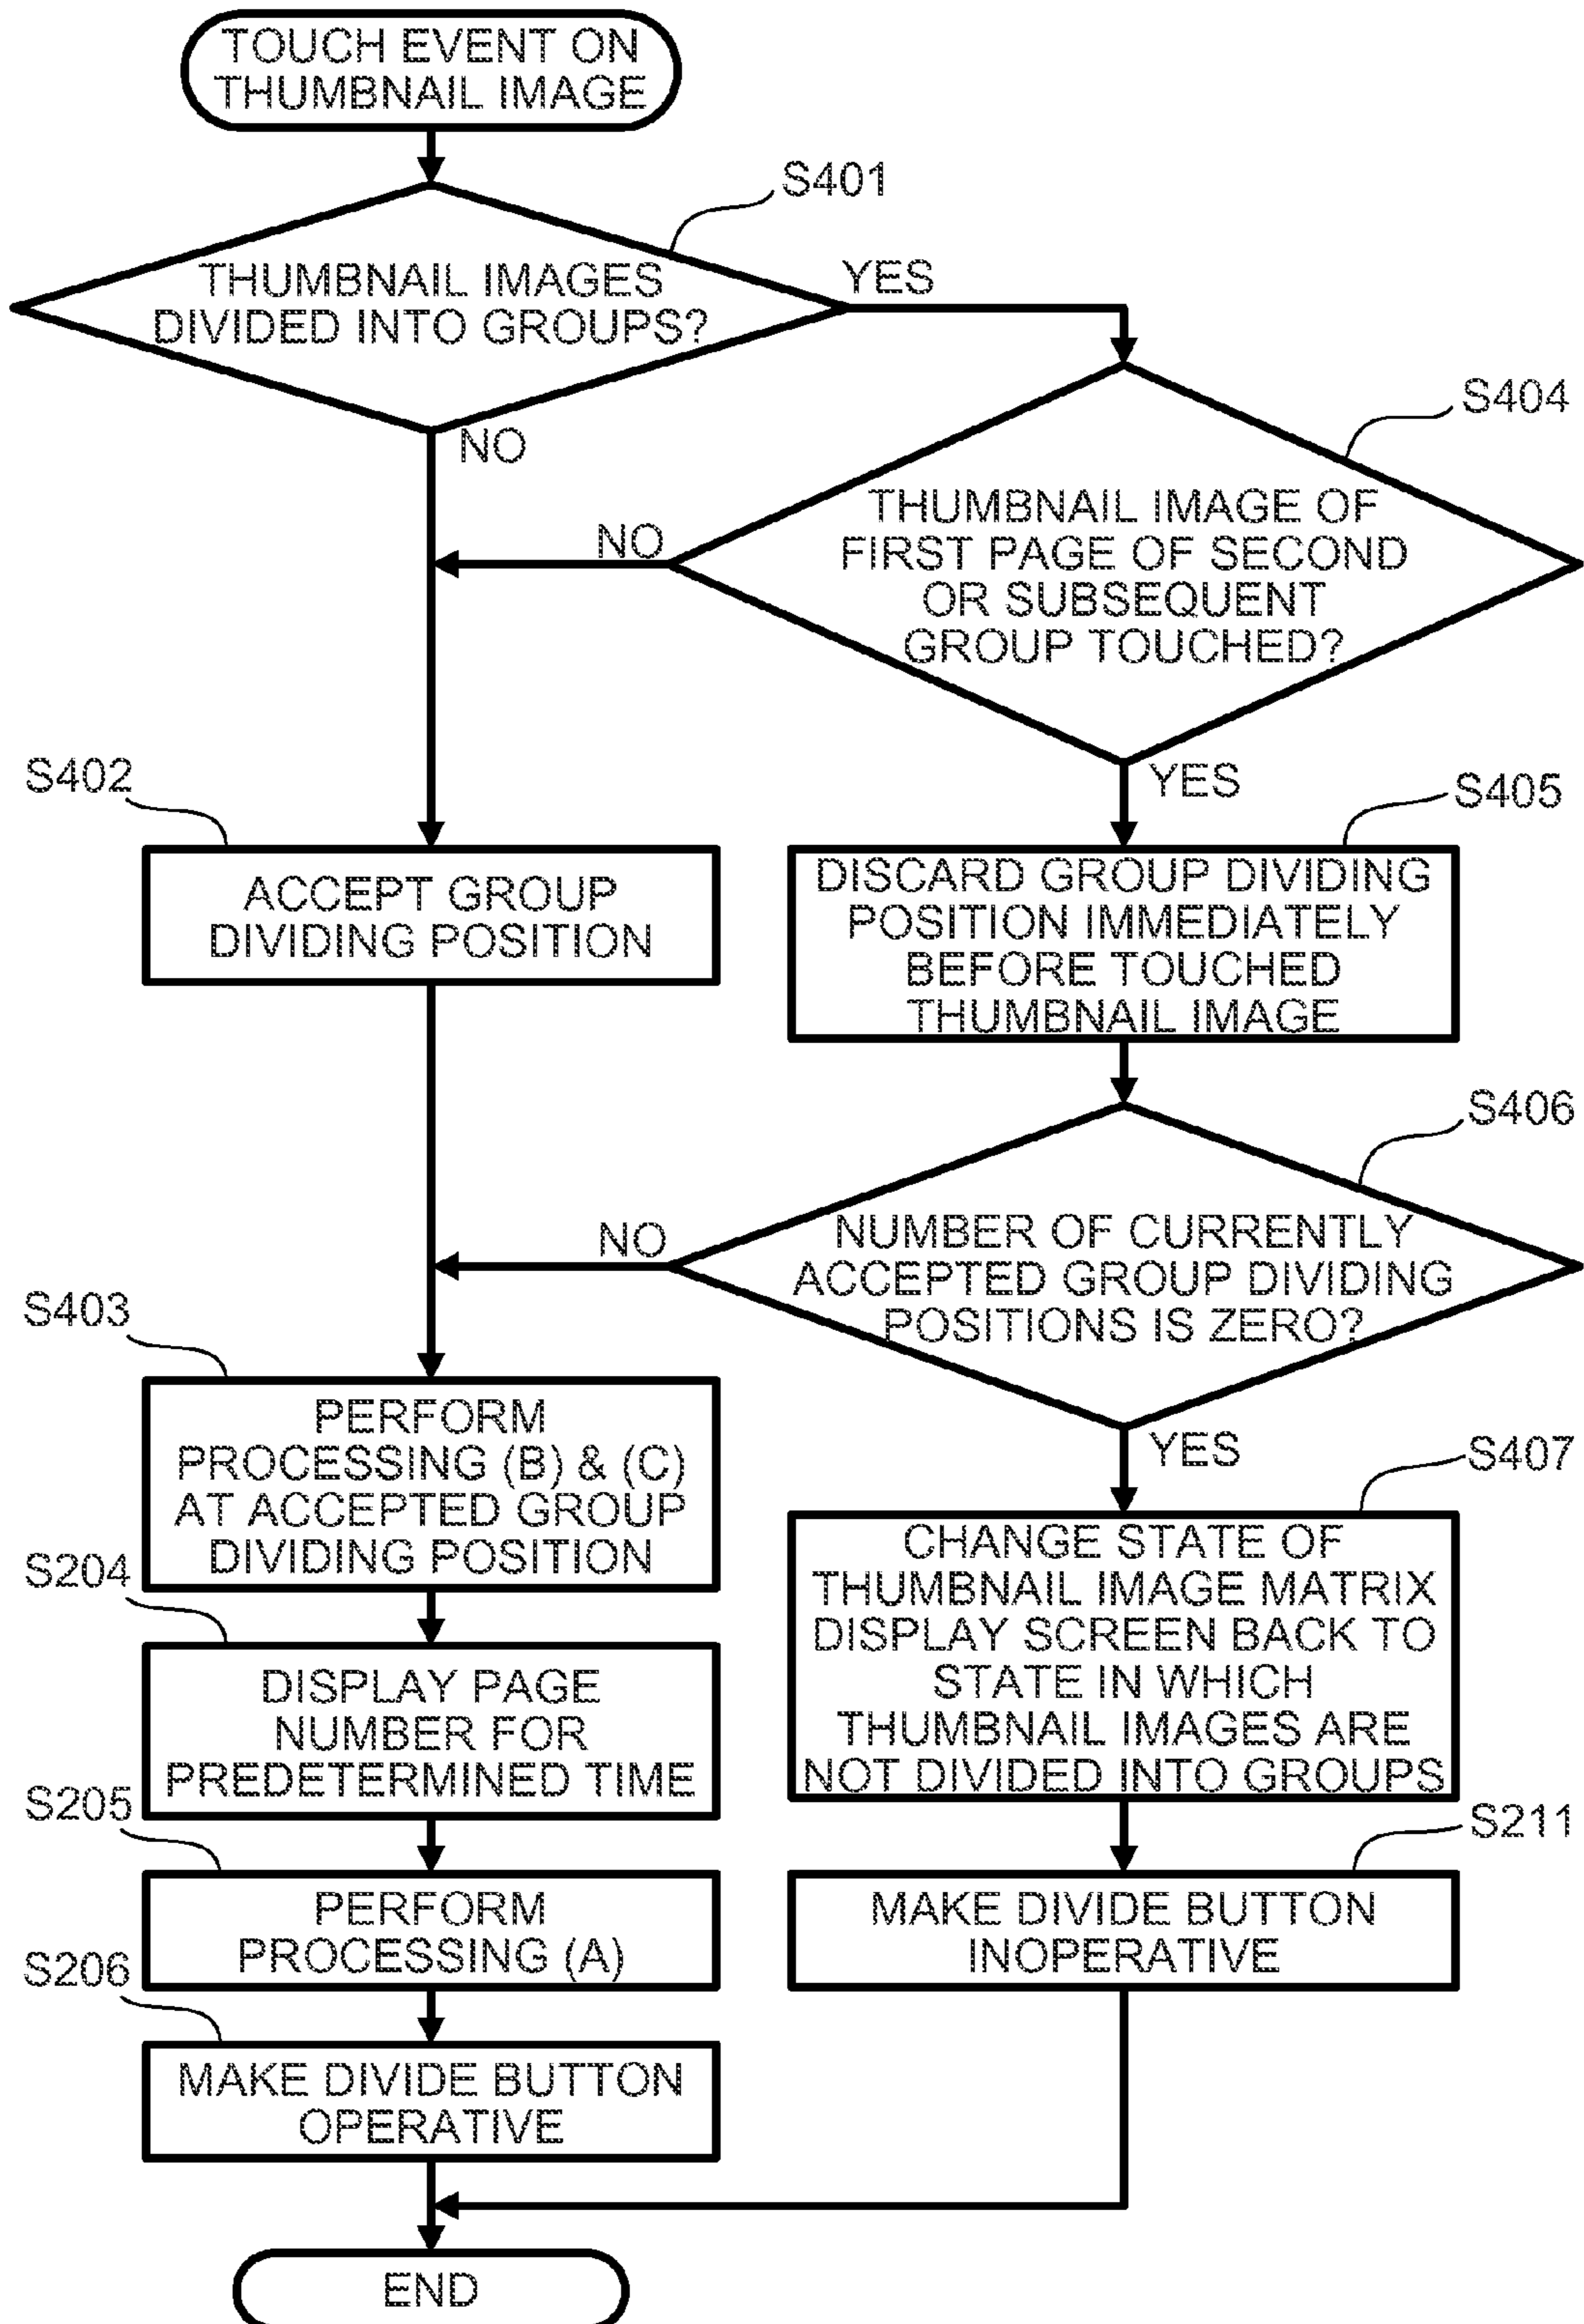 TOUCH EVENT ON
THUMBNAIL IMAGE
S401
THUMBNAIL IMAGES
DIVIDED INTO GROUPS?
YES
NO
S404
THUMBNAIL IMAGE OF
FIRST PAGE OF SECOND
OR SUBSEQUENT
GROUP TOUCHED?
NO
YES
S402
ACCEPT GROUP
DIVIDING POSITION
S405
DISCARD GROUP DIVIDING
POSITION IMMEDIATELY
BEFORE TOUCHED
THUMBNAIL IMAGE
S406
NUMBER OF CURRENTLY
ACCEPTED GROUP DIVIDING
POSITIONS IS ZERO?
NO
YES
S403
PERFORM
PROCESSING (B) & (C)
AT ACCEPTED GROUP
DIVIDING POSITION
S407
CHANGE STATE OF
THUMBNAIL IMAGE MATRIX
DISPLAY SCREEN BACK TO
STATE IN WHICH
THUMBNAIL IMAGES ARE
NOT DIVIDED INTO GROUPS
S204
DISPLAY PAGE
NUMBER FOR
PREDETERMINED TIME
S205
PERFORM
PROCESSING (A)
S211
MAKE DIVIDE BUTTON
INOPERATIVE
S206
MAKE DIVIDE BUTTON
OPERATIVE
END